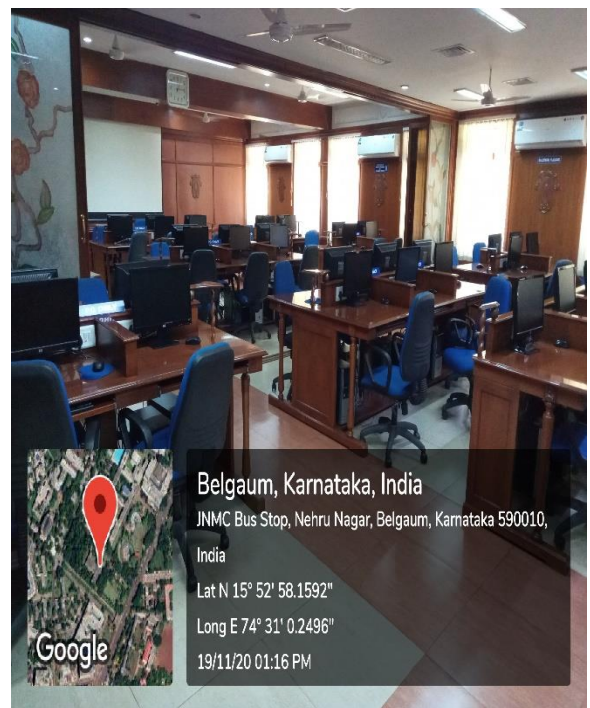 Belgaum, Karnataka, India
JNMC Bus Stop, Nehru Nagar, Belgaum, Karnataka 590010,
India
Lat N 15° 52' 58.1592"
Long E 74° 31' 0.2496"
19/11/20 01:16 PM
Google